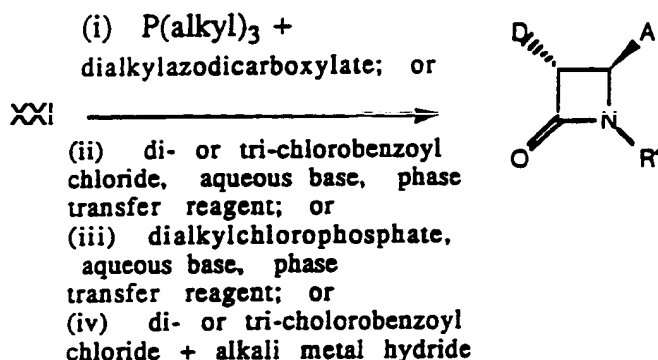 (i) P(alkyl)3 +
dialkylazodicarboxylate; or
XXI
(ii) di- or tri-chlorobenzoyl
chloride, aqueous base, phase
transfer reagent; or
(iii) dialkylchlorophosphate,
aqueous base, phase
transfer reagent; or
(iv) di- or tri-cholorobenzoyl
chloride + alkali metal hydride
D A
O N R'